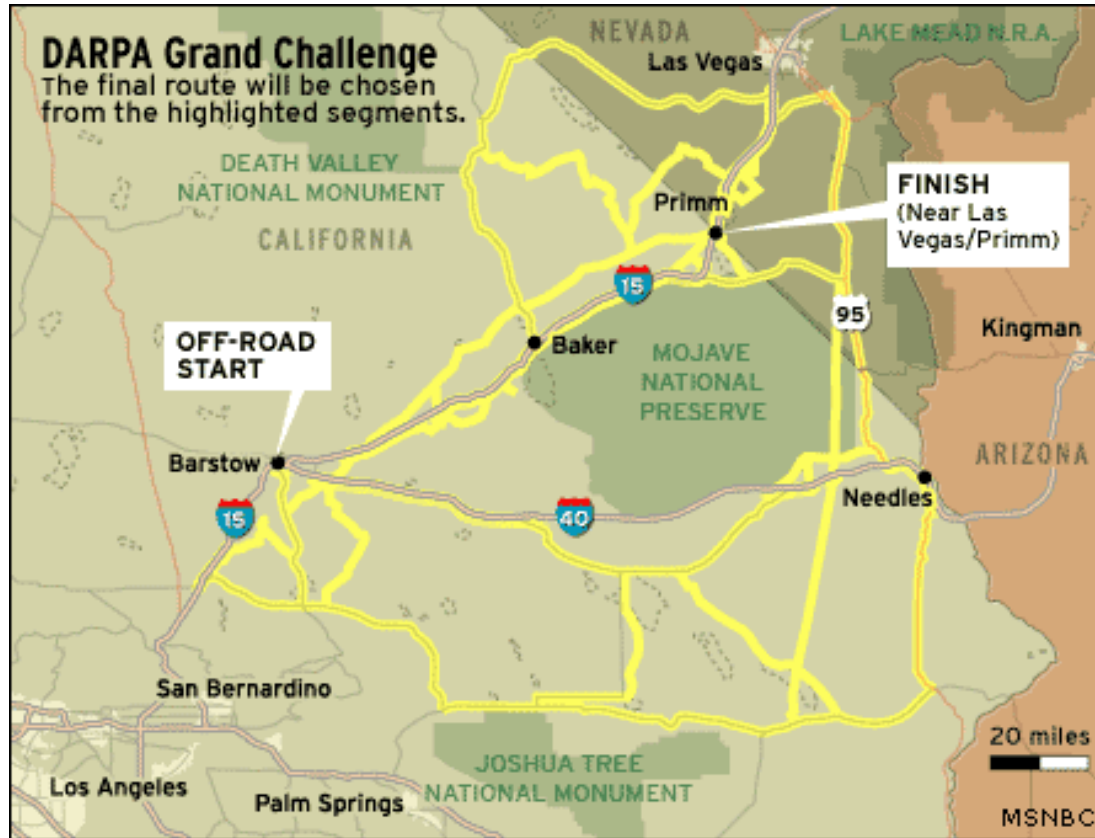 DARPA Grand Challenge
The final route will be chosen
from the highlighted segments.
NEVADA
LAKE MEAD N.R.A.
Las Vegas
DEATH VALLEY
NATIONAL MONUMENT
CALIFORNIA
Primm
FINISH
(Near Las
Vegas/Primm)
15
95
OFF-ROAD
START
Baker
Kingman
MOJAVE
NATIONAL
PRESERVE
Barstow
ARIZONA
Needles
15
40
San Bernardino
20 miles
Los Angeles
JOSHUA TREE
NATIONAL MONUMENT
Palm Springs
MSNBC